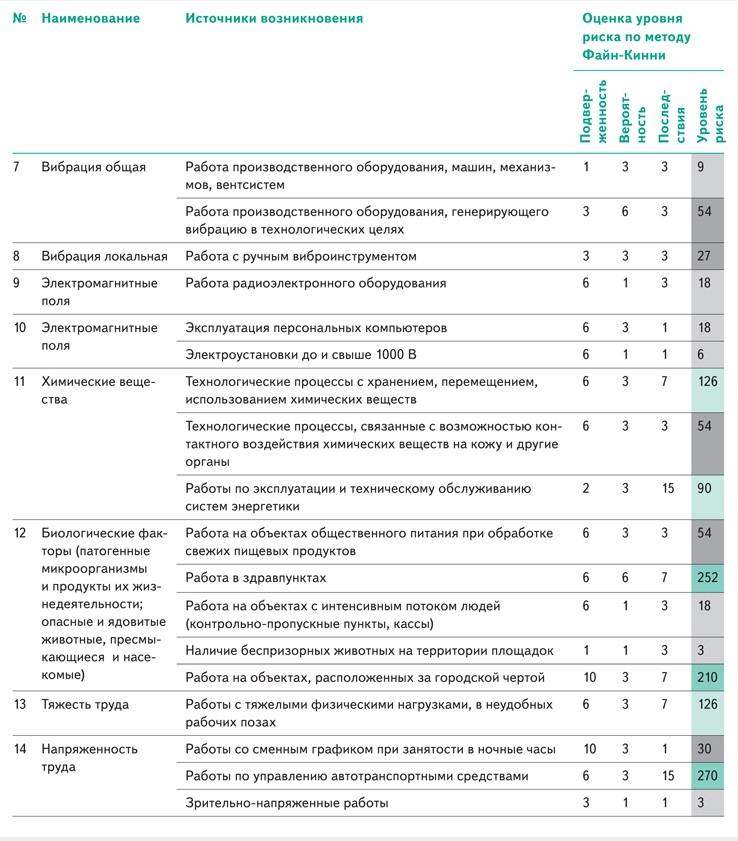 № Наименование Источники возникновения Оценка уровня
риска по методу
Файн-Кинни
Подвер-
женность
Вероят-
ность
Послед-
ствия
Уровень
риска
7 Вибрация общая Работа производственного оборудования, машин, механиз- 1 3 3 9
мов, вентсистем
Работа производственного оборудования, генерирующего 3 6 3 54
вибрацию в технологических целях
8 Вибрация локальная Работа с ручным виброинструментом 3 3 3 27
9 Электромагнитные Работа радиоэлектронного оборудования 6 1 3 18
поля
10 Электромагнитные Эксплуатация персональных компьютеров 6 3 1 18
поля
Электроустановки до и свыше 1000 В 6 1 1 6
11 Химические веще- Технологические процессы с хранением, перемещением, 6 3 7 126
ства использованием химических веществ
Технологические процессы, связанные с возможностью кон- 6 3 3 54
тактного воздействия химических веществ на кожу и другие
органы
Работы по эксплуатации и техническому обслуживанию 2 3 15 90
систем энергетики
12 Биологические фак- Работа на объектах общественного питания при обработке 6 3 3 54
торы (патогенные свежих пищевых продуктов
микроорганизмы Работа в здравпунктах 6 6 7 252
и продукты их жиз-
недеятельности; Работа на объектах с интенсивным потоком людей 6 1 3 18
опасные и ядовитые (контрольно-пропускные пункты, кассы)
животные, пресмы- Наличие беспризорных животных на территории площадок 1 1 3 3
кающиеся и насе-
комые) Работа на объектах, расположенных за городской чертой 10 3 7 210
13 Тяжесть труда Работы с тяжелыми физическими нагрузками, в неудобных 6 3 7 126
рабочих позах
14 Напряженность Работы со сменным графиком при занятости в ночные часы 10 3 1 30
труда
Работы по управлению автотранспортными средствами 6 3 15 270
Зрительно-напряженные работы 3 1 1 3